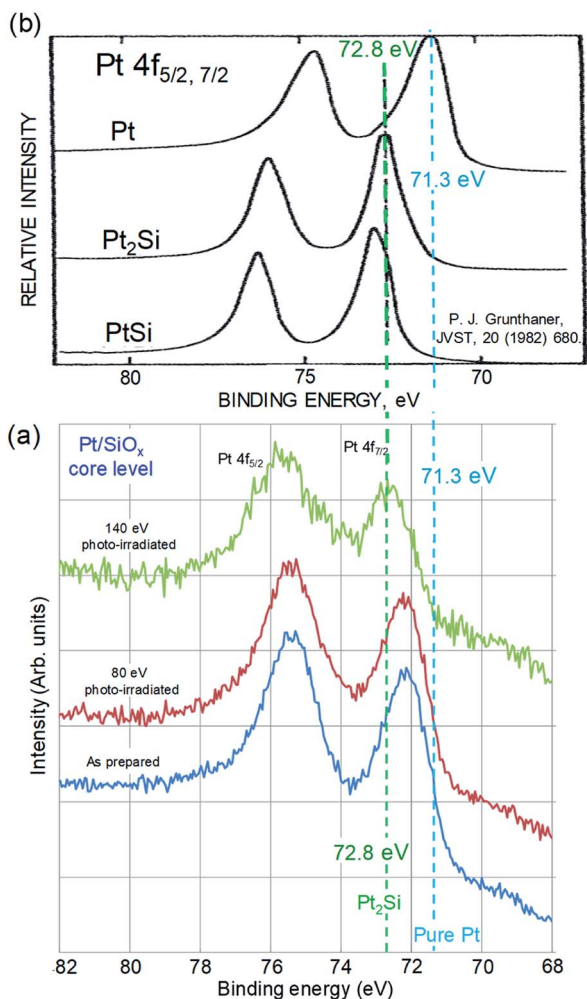 (b)
72.8 eV
Pt 4f5/2, 7/2
Pt
71.3 eV
Pt2Si
PtSi
P. J. Grunthaner,
JVST, 20 (1982) 680.
RELATIVE INTENSITY
80
75
70
BINDING ENERGY, eV
(a)
Pt/SiOx
core level
Pt 4f5/2
Pt 4f7/2
71.3 eV
140 eV
photo-irradiated
80 eV
photo-irradiated
As prepared
72.8 eV
Pt2Si
Pure Pt
Intensity (Arb. units)
82 80 78 76 74 72 70 68
Binding energy (eV)